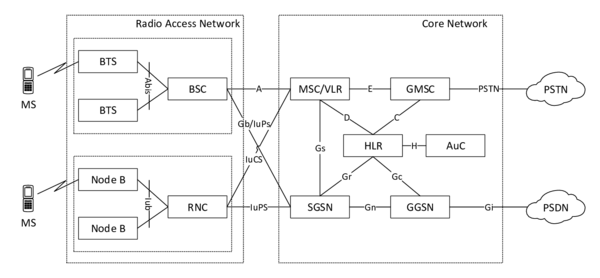 Radio Access Network
Core Network
MS
BTS
BTS
Abis
BSC
A
MSC/VLR
E
GMSC
PSTN
PSTN
Gb/IuPs
IuCS
D
C
Gs
HLR
H
AuC
Gr
Gc
MS
Node B
Node B
Iub
RNC
IuPS
SGSN
Gn
GGSN
Gi
PSDN